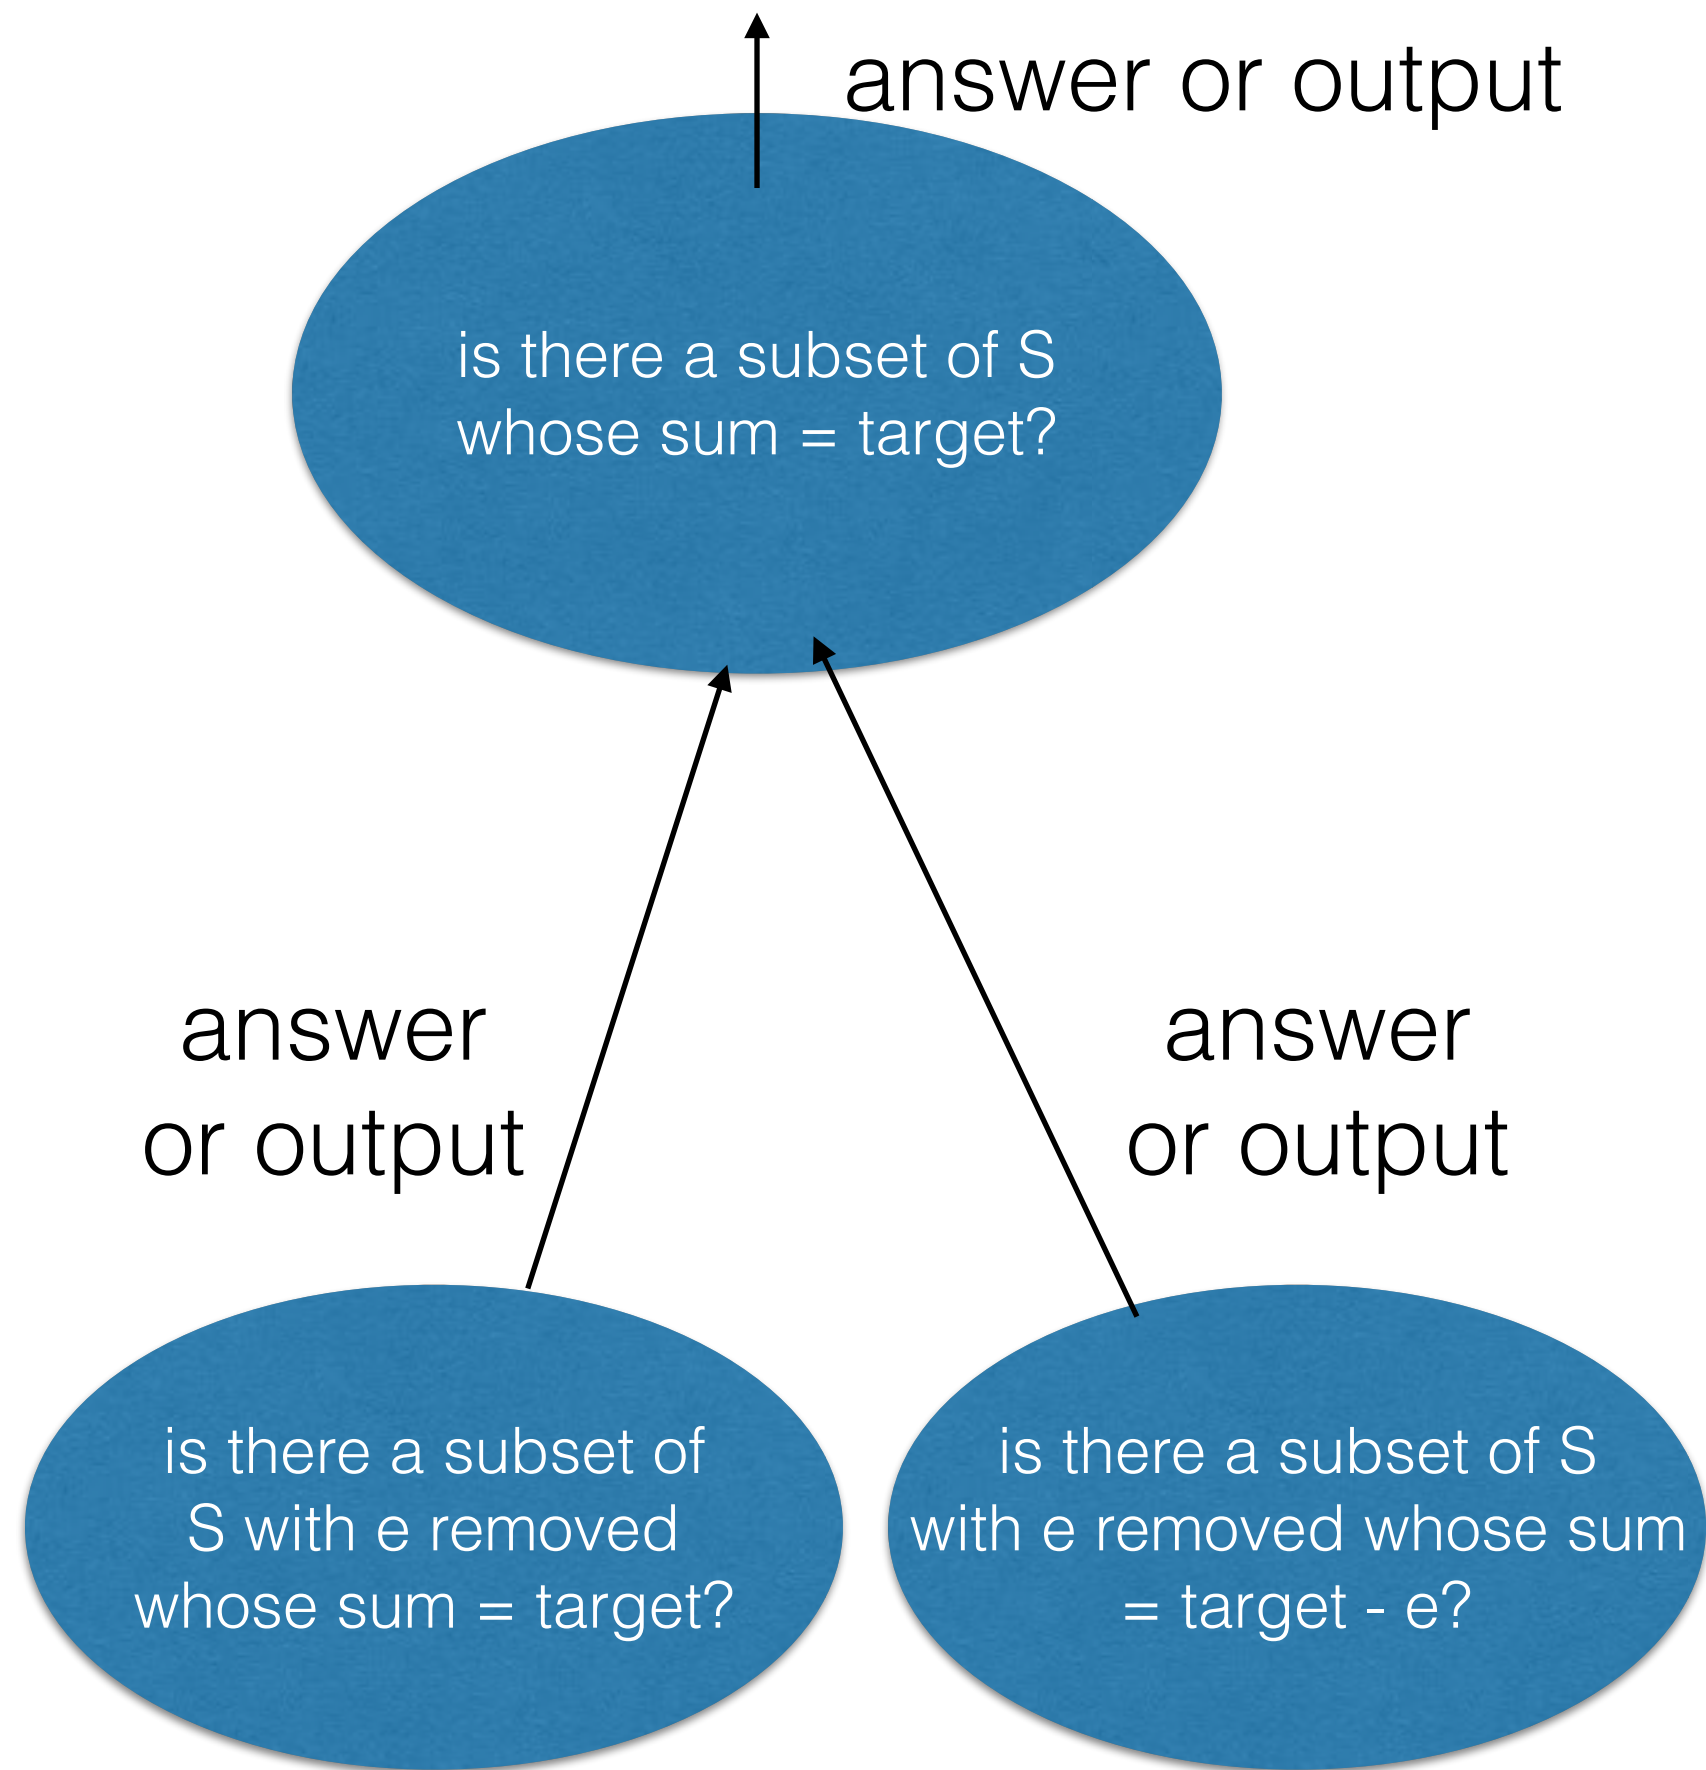 answer or output
is there a subset of S
whose sum = target?
answer
or output
answer
or output
is there a subset of
S with e removed
whose sum = target?
is there a subset of S
with e removed whose sum
= target - e?